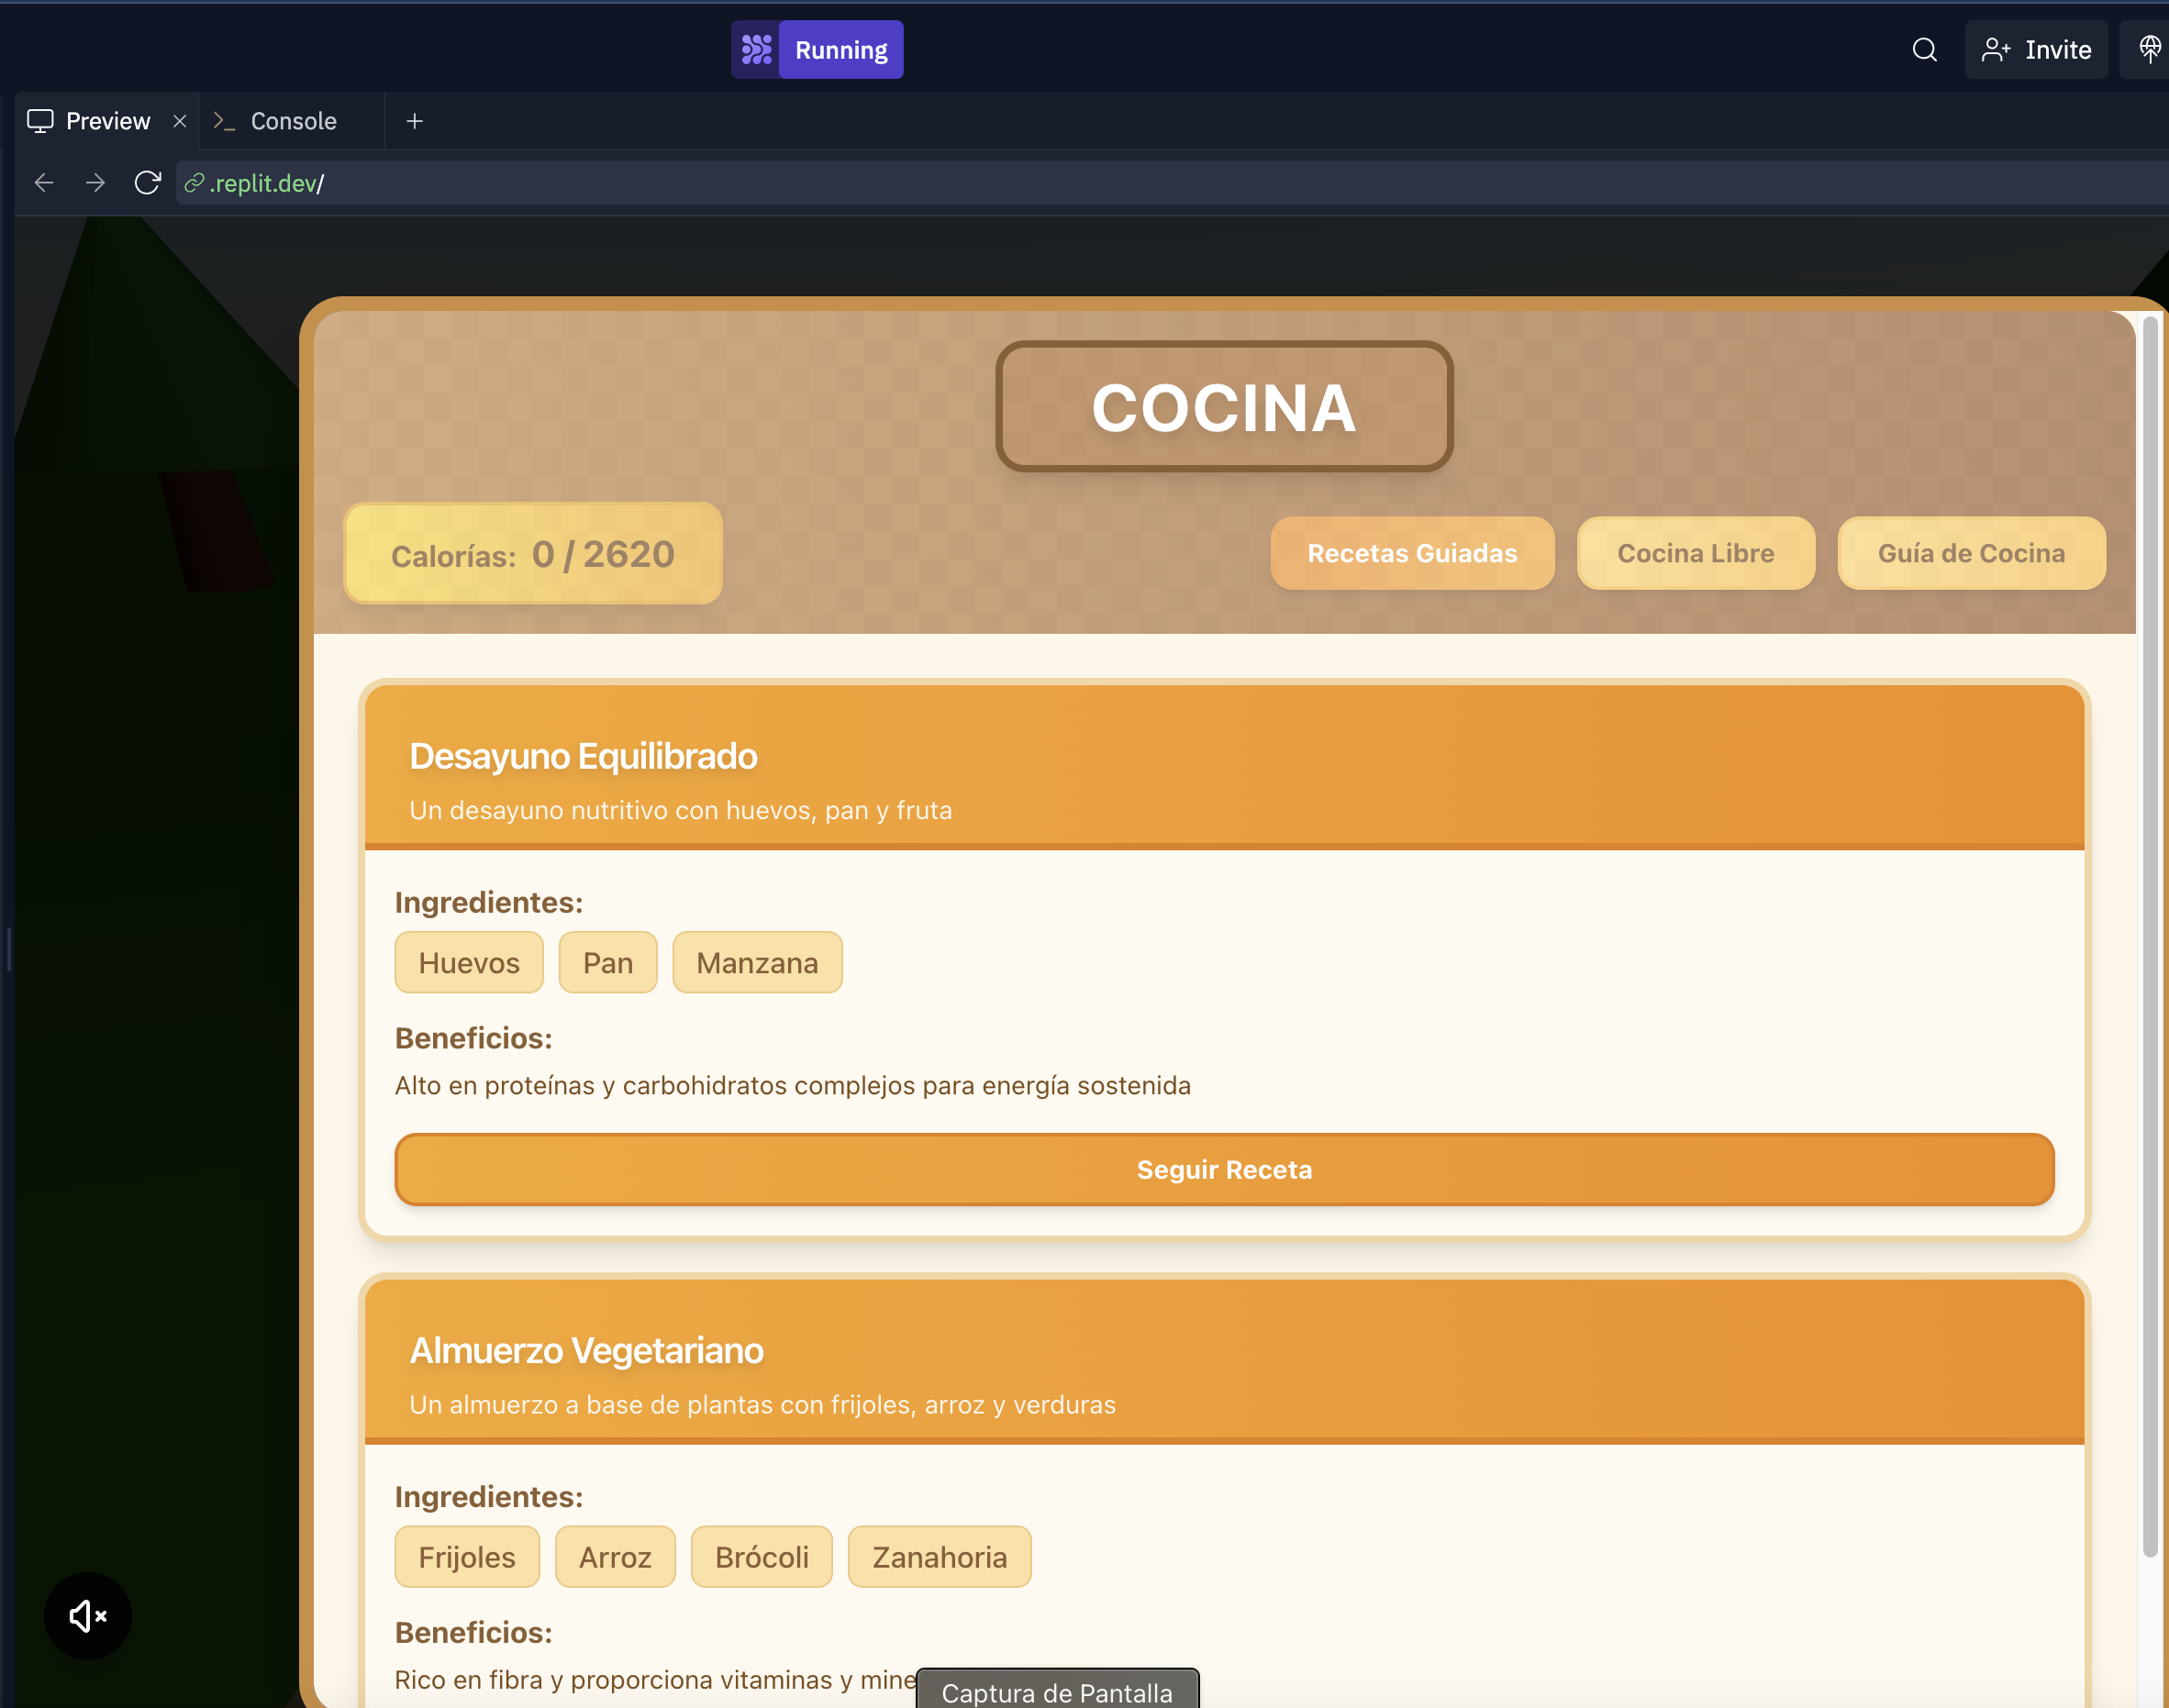 Running
Invite
Preview
Console
.replit.dev/
COCINA
Calorías: 0 / 2620
Recetas Guiadas
Cocina Libre
Guía de Cocina
Desayuno Equilibrado
Un desayuno nutritivo con huevos, pan y fruta
Ingredientes:
Huevos
Pan
Manzana
Beneficios:
Alto en proteínas y carbohidratos complejos para energía sostenida
Seguir Receta
Almuerzo Vegetariano
Un almuerzo a base de plantas con frijoles, arroz y verduras
Ingredientes:
Frijoles
Arroz
Brócoli
Zanahoria
Beneficios:
Rico en fibra y proporciona vitaminas y mine
Captura de Pantalla